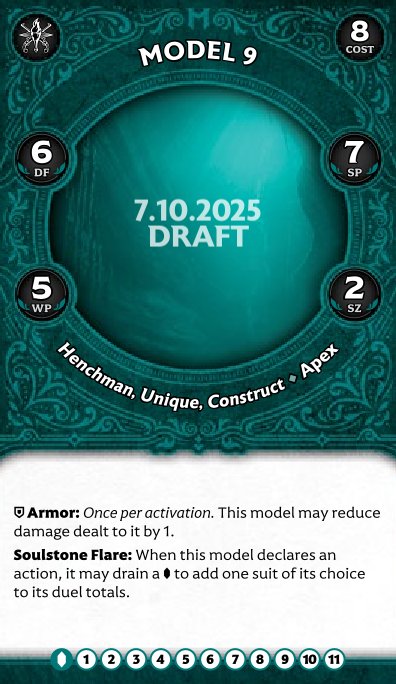 MODEL 9
8
COST
6
DF
7
SP
7.10.2025
DRAFT
5
WP
2
SZ
Henchman, Unique, Construct ♦ Apex
Armor: Once per activation. This model may reduce
damage dealt to it by 1.
Soulstone Flare: When this model declares an
action, it may drain a to add one suit of its choice
to its duel totals.
1 2 3 4 5 6 7 8 9 10 11